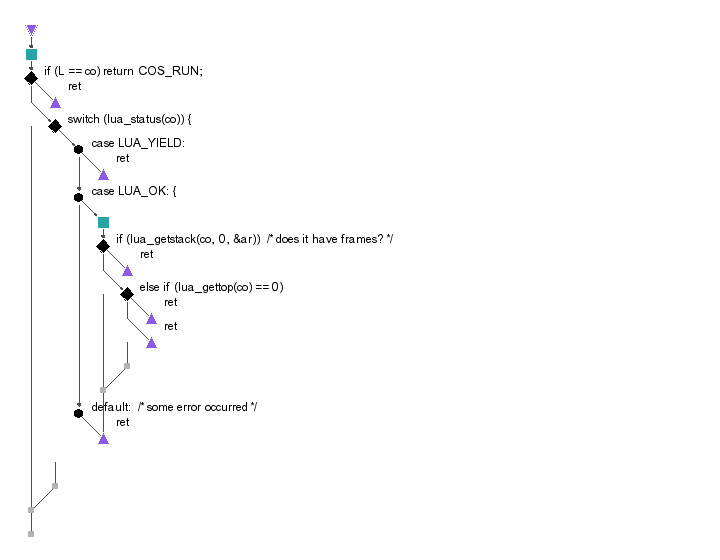 if (L == co) return COS_RUN;
ret
switch (lua_status(co)) {
case LUA_YIELD:
ret
case LUA_OK: {
if (lua_getstack(co, 0, &ar))  /* does it have frames? */
ret
else if (lua_gettop(co) == 0)
ret
ret
default:  /* some error occurred */
ret